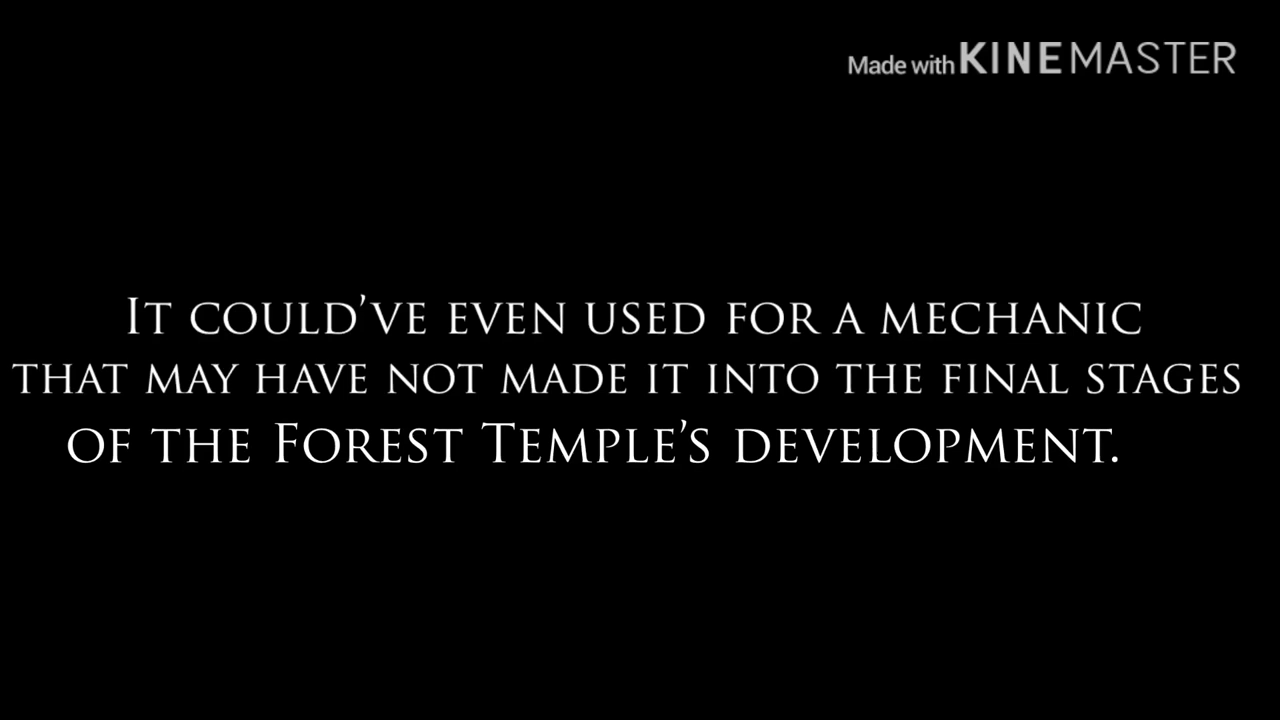 Made with KINEMASTER
It could’ve even used for a mechanic
that may have not made it into the final stages
of the Forest Temple’s development.